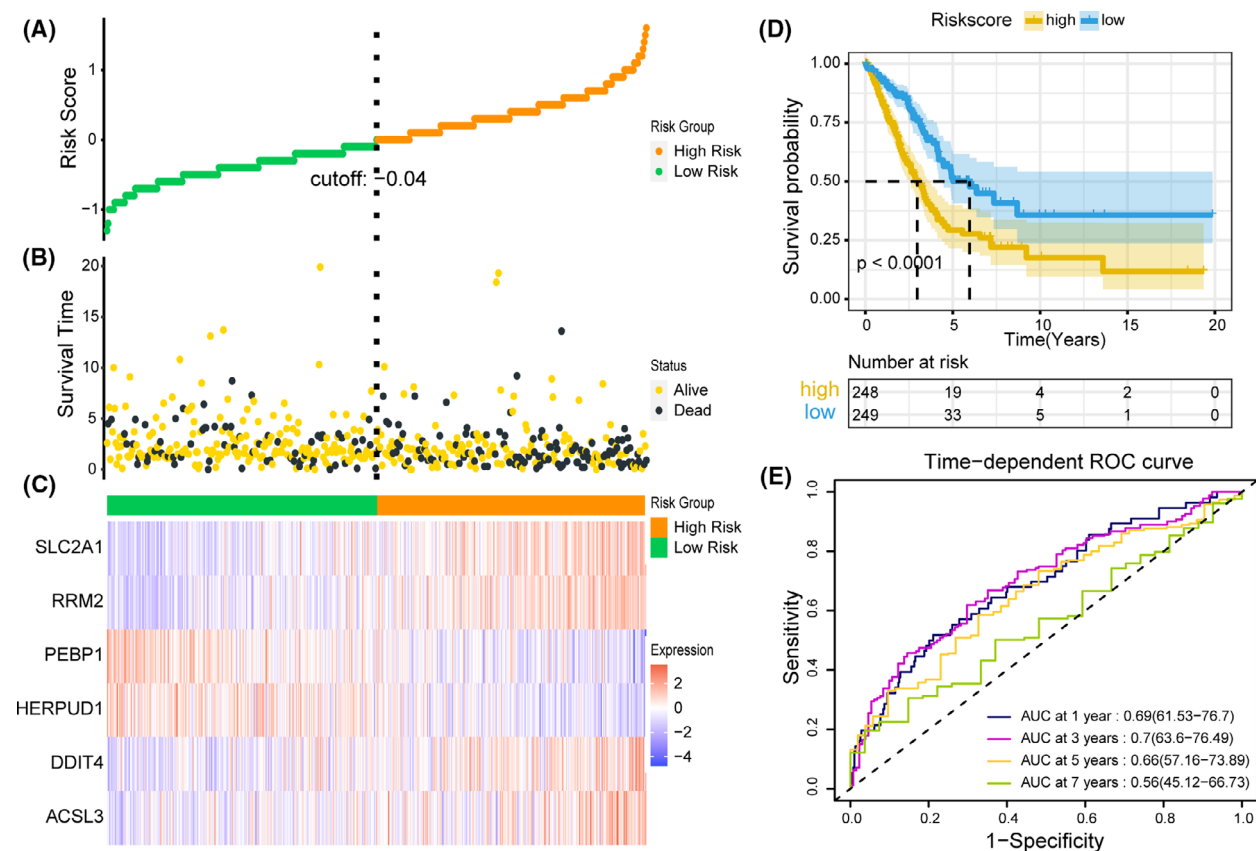 (A)
Risk Score
1
0
−1
cutoff: −0.04
Risk Group
High Risk
Low Risk
(B)
Survival Time
20
15
10
5
0
Status
Alive
Dead
(C)
Risk Group
High Risk
Low Risk
SLC2A1
RRM2
PEBP1
HERPUD1
DDIT4
ACSL3
Expression
2
0
−2
−4
(D)
Riskscore high low
Survival probability
1.00
0.75
0.50
0.25
0.00
p < 0.0001
0 5 10 15 20
Time(Years)
Number at risk
high 248 19 4 2 0
low 249 33 5 1 0
(E)
Time−dependent ROC curve
Sensitivity
1.0
0.8
0.6
0.4
0.2
0.0
AUC at 1 year : 0.69(61.53−76.7)
AUC at 3 years : 0.7(63.6−76.49)
AUC at 5 years : 0.66(57.16−73.89)
AUC at 7 years : 0.56(45.12−66.73)
0.0 0.2 0.4 0.6 0.8 1.0
1−Specificity